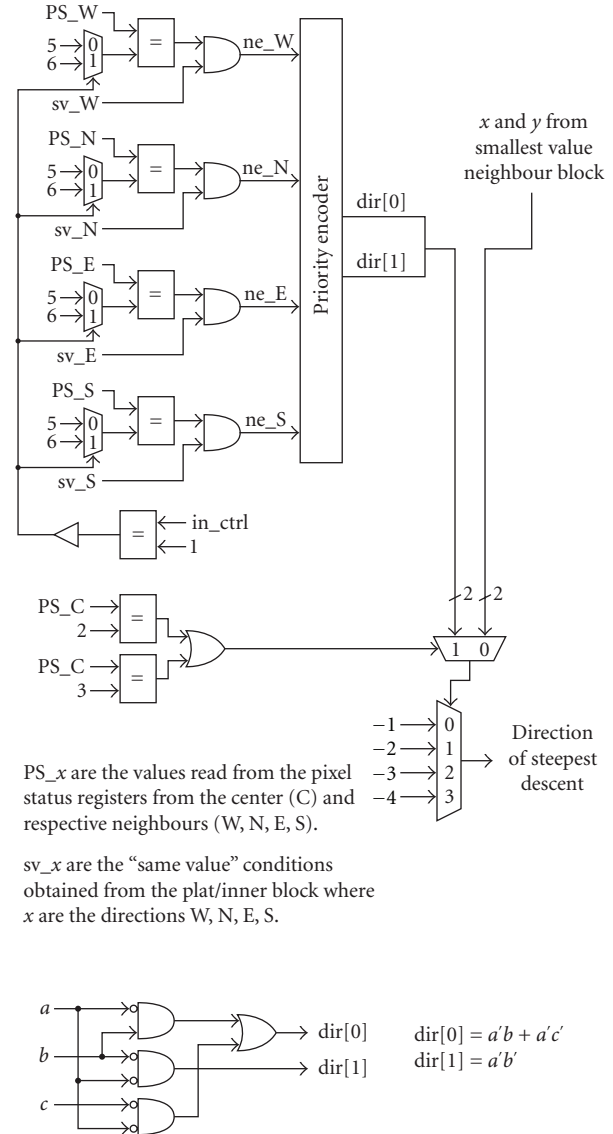 PS_W
5
6
0
1
=
ne_W
sv_W
PS_N
5
6
0
1
=
ne_N
sv_N
PS_E
5
6
0
1
=
ne_E
sv_E
PS_S
5
6
0
1
=
ne_S
sv_S
Priority encoder
dir[0]
dir[1]
x and y from
smallest value
neighbour block
=
in_ctrl
1
2
2
PS_C
2
=
PS_C
3
=
1 0
−1
−2
−3
−4
0
1
2
3
Direction
of steepest
descent
PS_x are the values read from the pixel
status registers from the center (C) and
respective neighbours (W, N, E, S).
sv_x are the “same value” conditions
obtained from the plat/inner block where
x are the directions W, N, E, S.
a
b
c
dir[0]
dir[1]
dir[0] = a′b + a′c′
dir[1] = a′b′